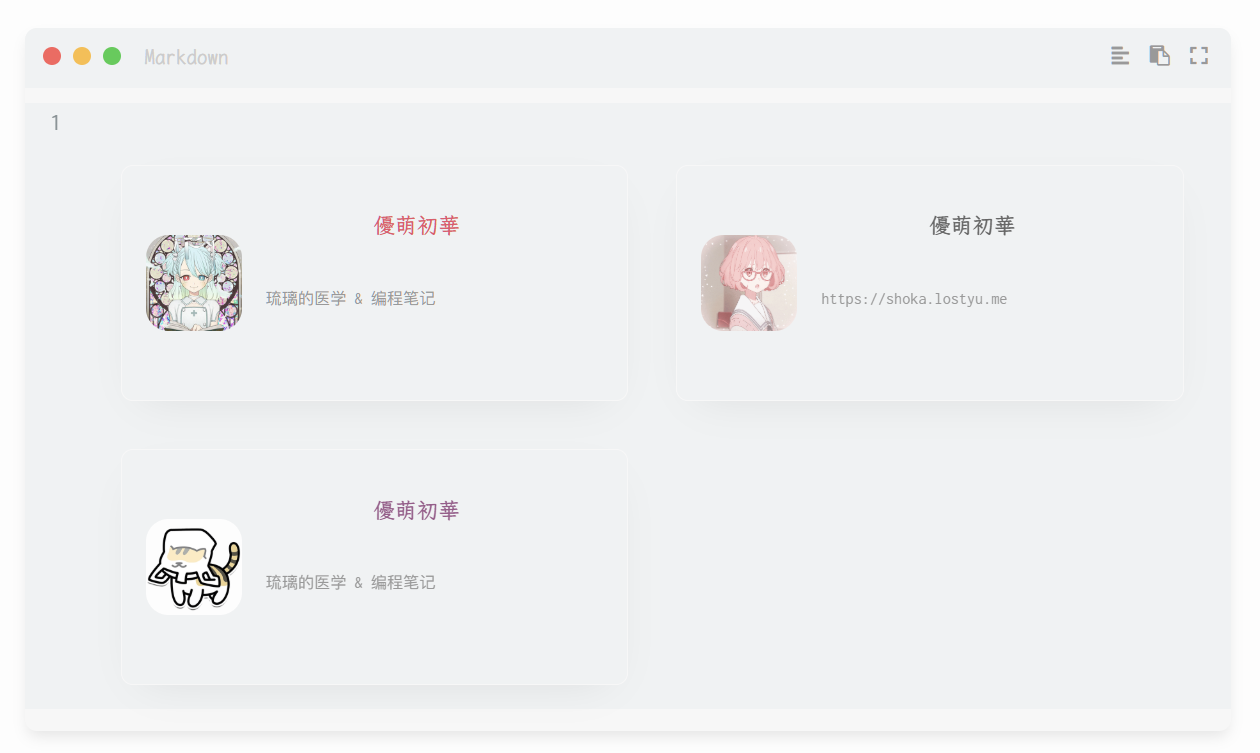 Markdown
1
優萌初華
琉璃的医学 & 编程笔记
優萌初華
https://shoka.lostyu.me
優萌初華
琉璃的医学 & 编程笔记